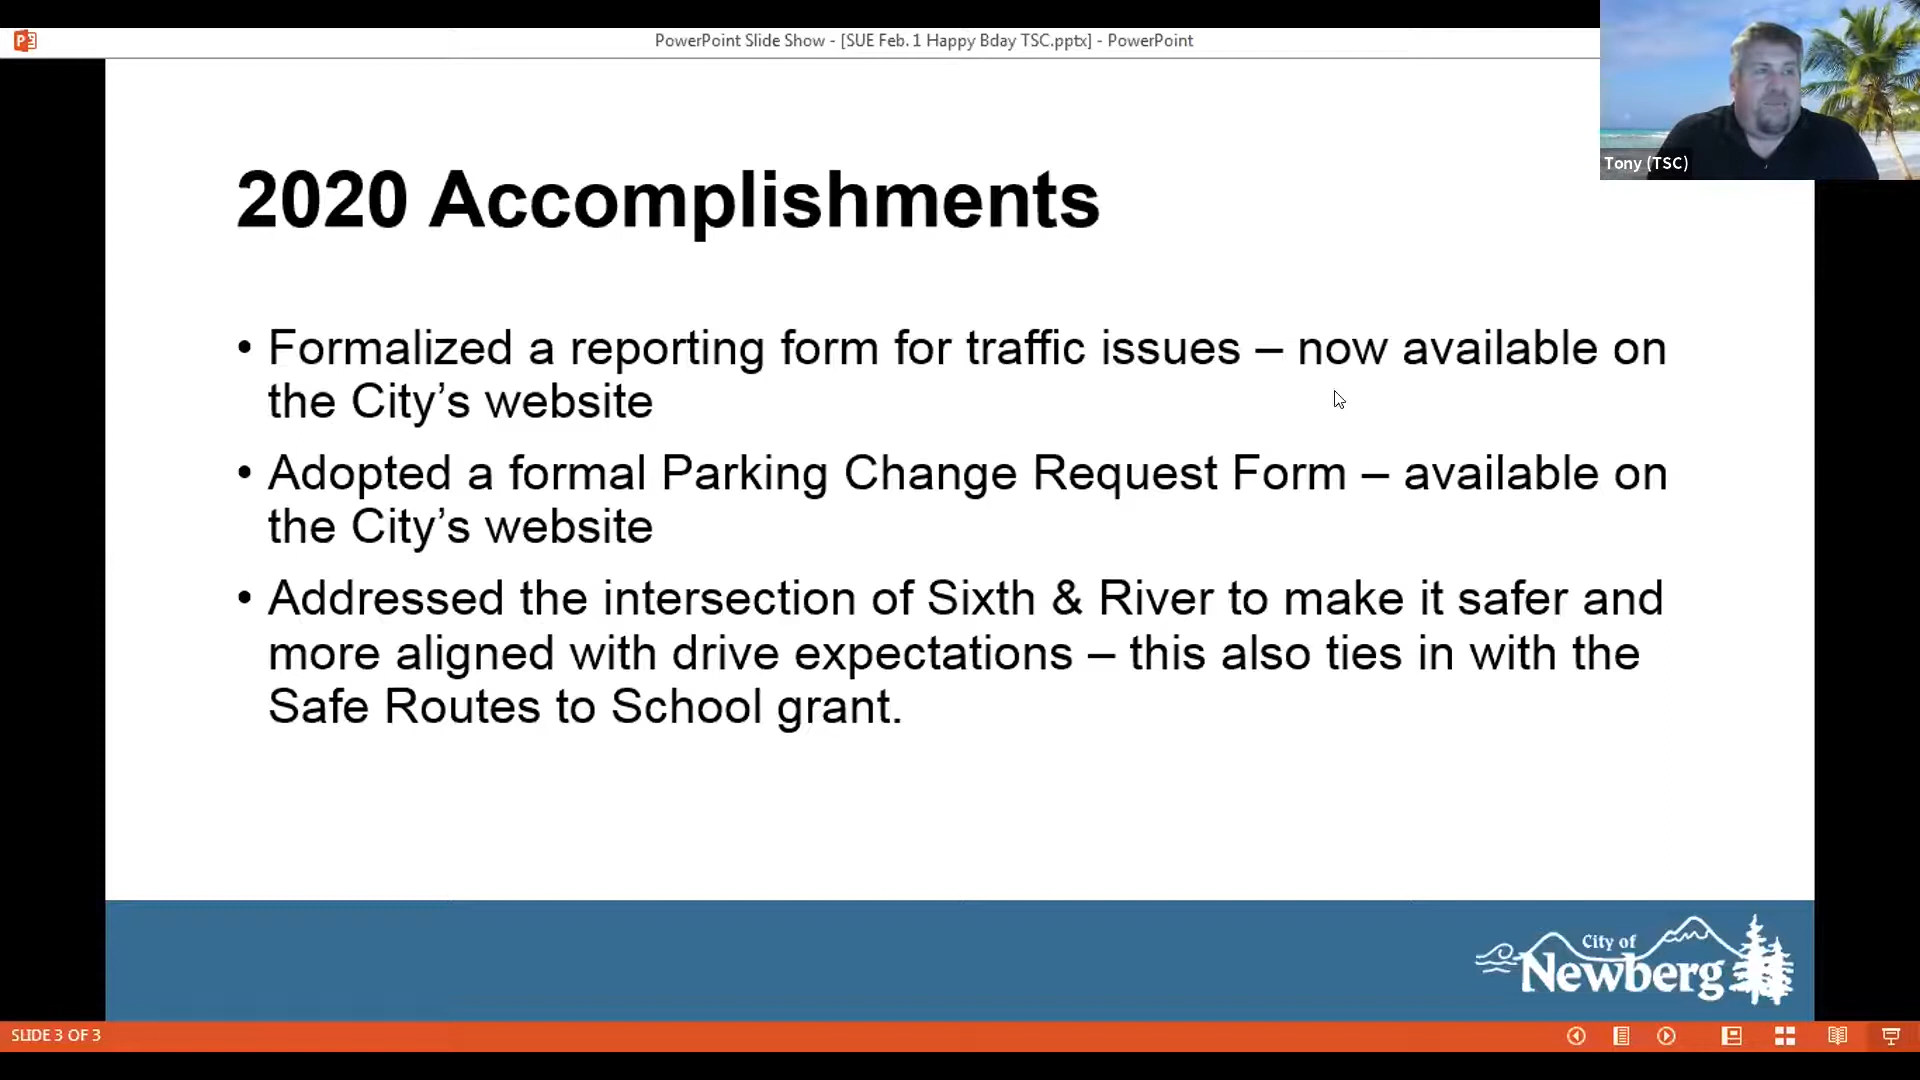 PowerPoint Slide Show - [SUE Feb. 1 Happy Bday TSC.pptx] - PowerPoint
Tony (TSC)
2020 Accomplishments
• Formalized a reporting form for traffic issues – now available on
the City’s website
• Adopted a formal Parking Change Request Form – available on
the City’s website
• Addressed the intersection of Sixth & River to make it safer and
more aligned with drive expectations – this also ties in with the
Safe Routes to School grant.
City of
Newberg
SLIDE 3 OF 3